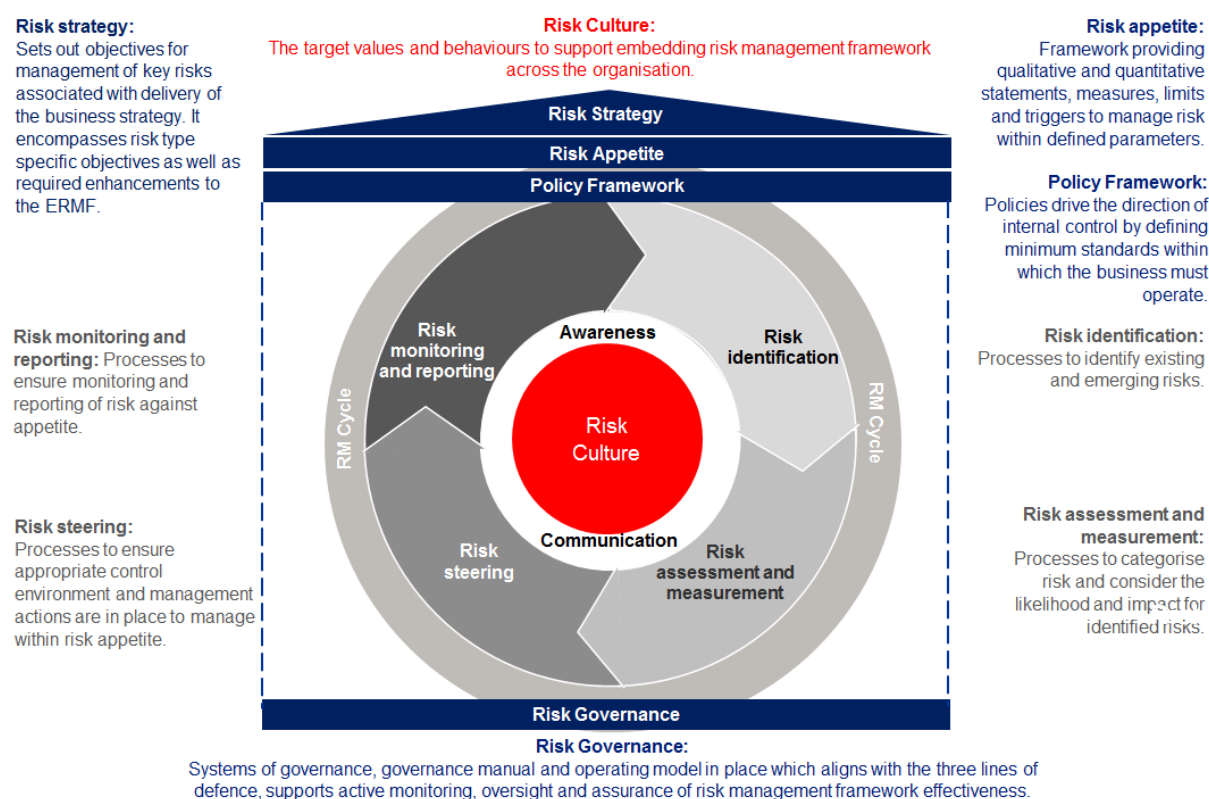 Risk strategy:
Sets out objectives for
management of key risks
associated with delivery of
the business strategy. It
encompasses risk type
specific objectives as well as
required enhancements to
the ERMF.
Risk Culture:
The target values and behaviours to support embedding risk management framework
across the organisation.
Risk appetite:
Framework providing
qualitative and quantitative
statements, measures, limits
and triggers to manage risk
within defined parameters.
Policy Framework:
Policies drive the direction of
internal control by defining
minimum standards within
which the business must
operate.
Risk Strategy
Risk Appetite
Policy Framework
Risk monitoring and
reporting: Processes to
ensure monitoring and
reporting of risk against
appetite.
Risk steering:
Processes to ensure
appropriate control
environment and management
actions are in place to manage
within risk appetite.
RM Cycle
Risk
monitoring
and reporting
Awareness
Risk
identification
Risk
Culture
RM Cycle
Communication
Risk
steering
Risk
assessment and
measurement
Risk identification:
Processes to identify existing
and emerging risks.
Risk assessment and
measurement:
Processes to categorise
risk and consider the
likelihood and impact for
identified risks.
Risk Governance
Risk Governance:
Systems of governance, governance manual and operating model in place which aligns with the three lines of
defence, supports active monitoring, oversight and assurance of risk management framework effectiveness.